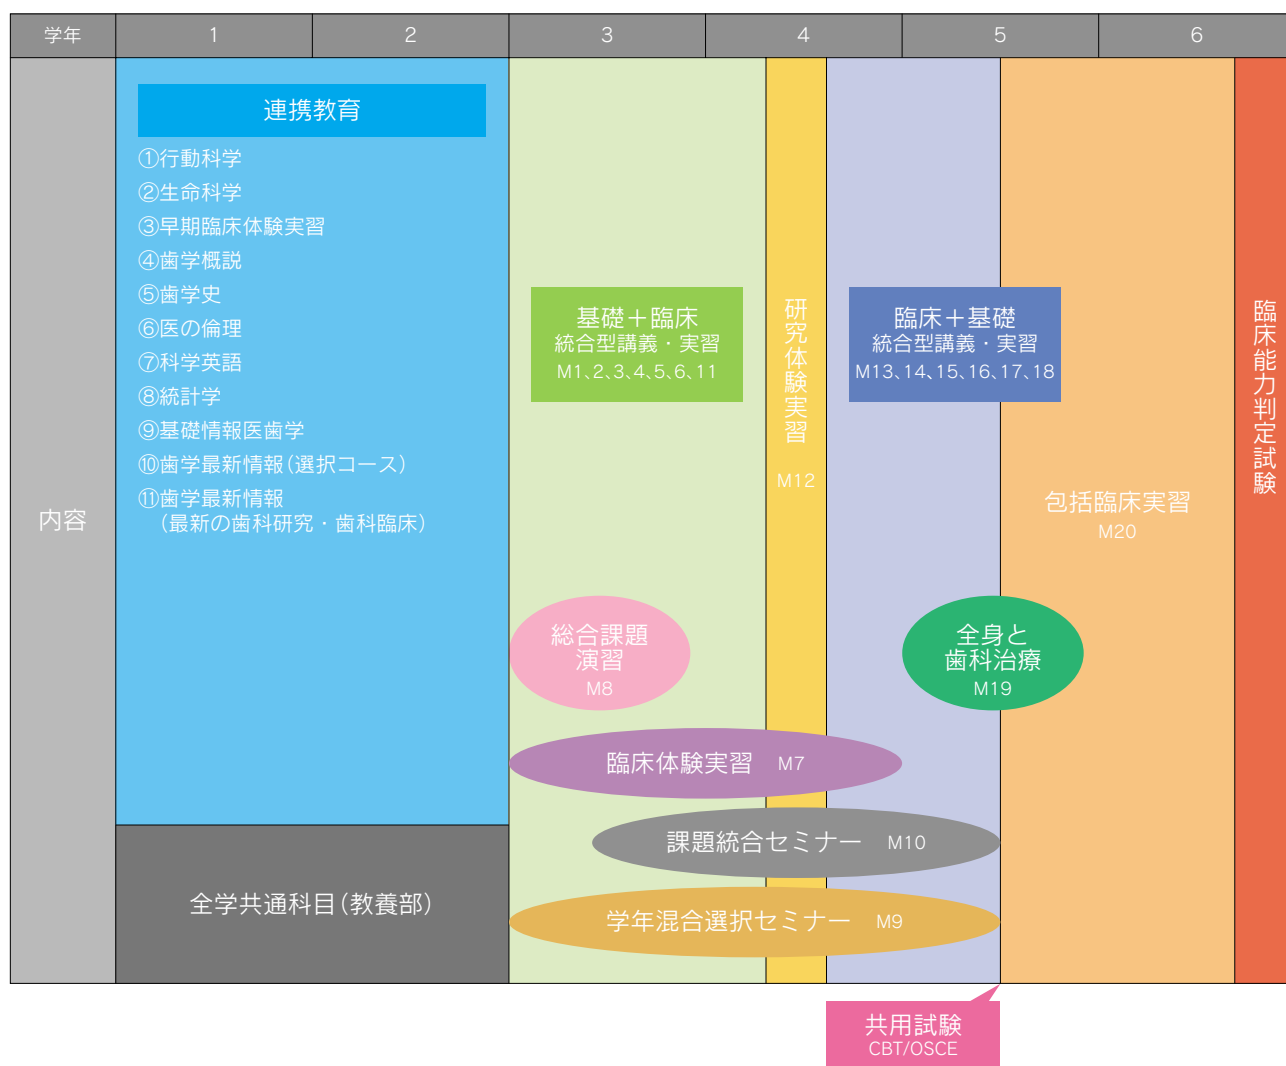 学年
1
2
3
4
5
6
内容
連携教育
①行動科学
②生命科学
③早期臨床体験実習
④歯学概説
⑤歯学史
⑥医の倫理
⑦科学英語
⑧統計学
⑨基礎情報医歯学
⑩歯学最新情報（選択コース）
⑪歯学最新情報
（最新の歯科研究・歯科臨床）
全学共通科目（教養部）
基礎＋臨床
統合型講義・実習
M1、2、3、4、5、6、11
研究体験実習
M12
臨床＋基礎
統合型講義・実習
M13、14、15、16、17、18
包括臨床実習
M20
臨床能力判定試験
総合課題
演習
M8
全身と
歯科治療
M19
臨床体験実習 M7
課題統合セミナー M10
学年混合選択セミナー M9
共用試験
CBT/OSCE